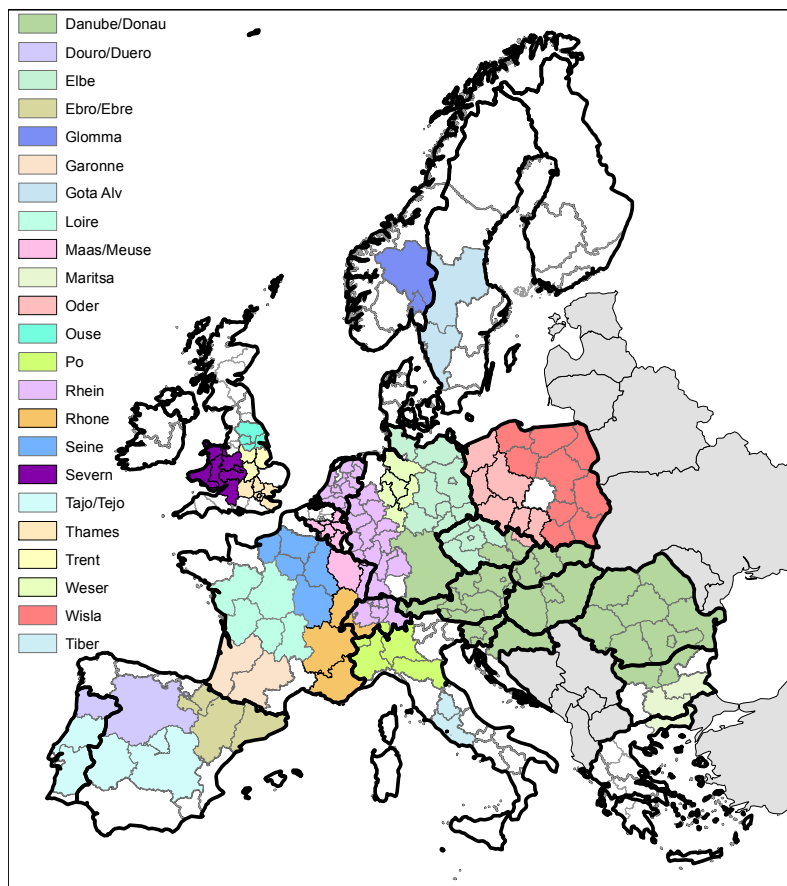 Danube/Donau
Douro/Duero
Elbe
Ebro/Ebre
Glomma
Garonne
Gota Alv
Loire
Maas/Meuse
Maritsa
Oder
Ouse
Po
Rhein
Rhone
Seine
Severn
Tajo/Tejo
Thames
Trent
Weser
Wisla
Tiber